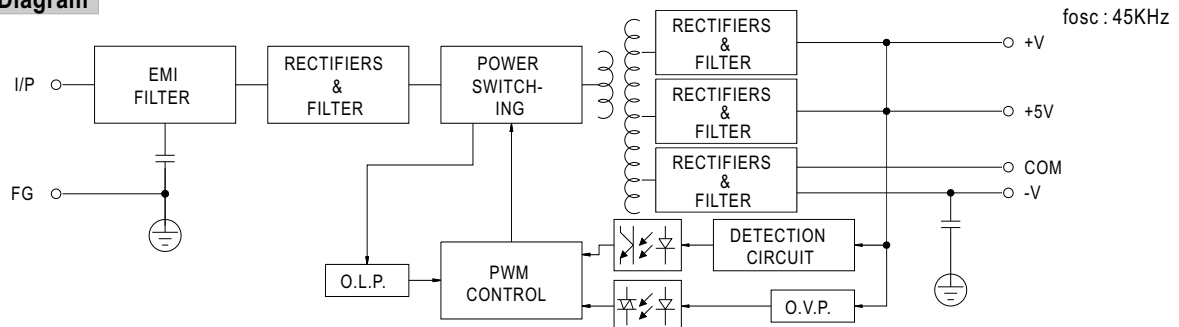 Diagram
fosc : 45KHz
I/P
EMI
FILTER
RECTIFIERS
&
FILTER
POWER
SWITCH-
ING
RECTIFIERS
&
FILTER
+V
RECTIFIERS
&
FILTER
+5V
RECTIFIERS
&
FILTER
COM
-V
FG
O.L.P.
PWM
CONTROL
DETECTION
CIRCUIT
O.V.P.